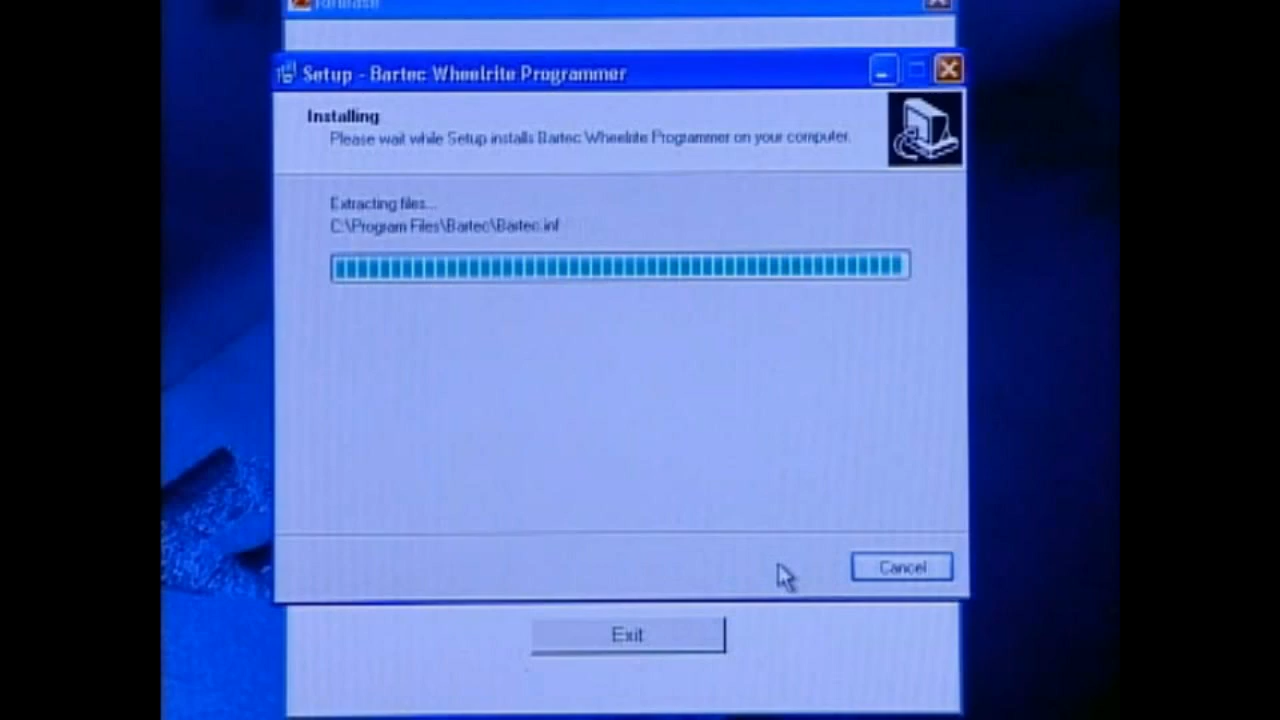 Setup - Bartec Wheelrite Programmer
Installing
Please wait while Setup installs Bartec Wheelrite Programmer on your computer.
Extracting files...
C:\Program Files\Bartec\Bartec.inf
Cancel
Exit